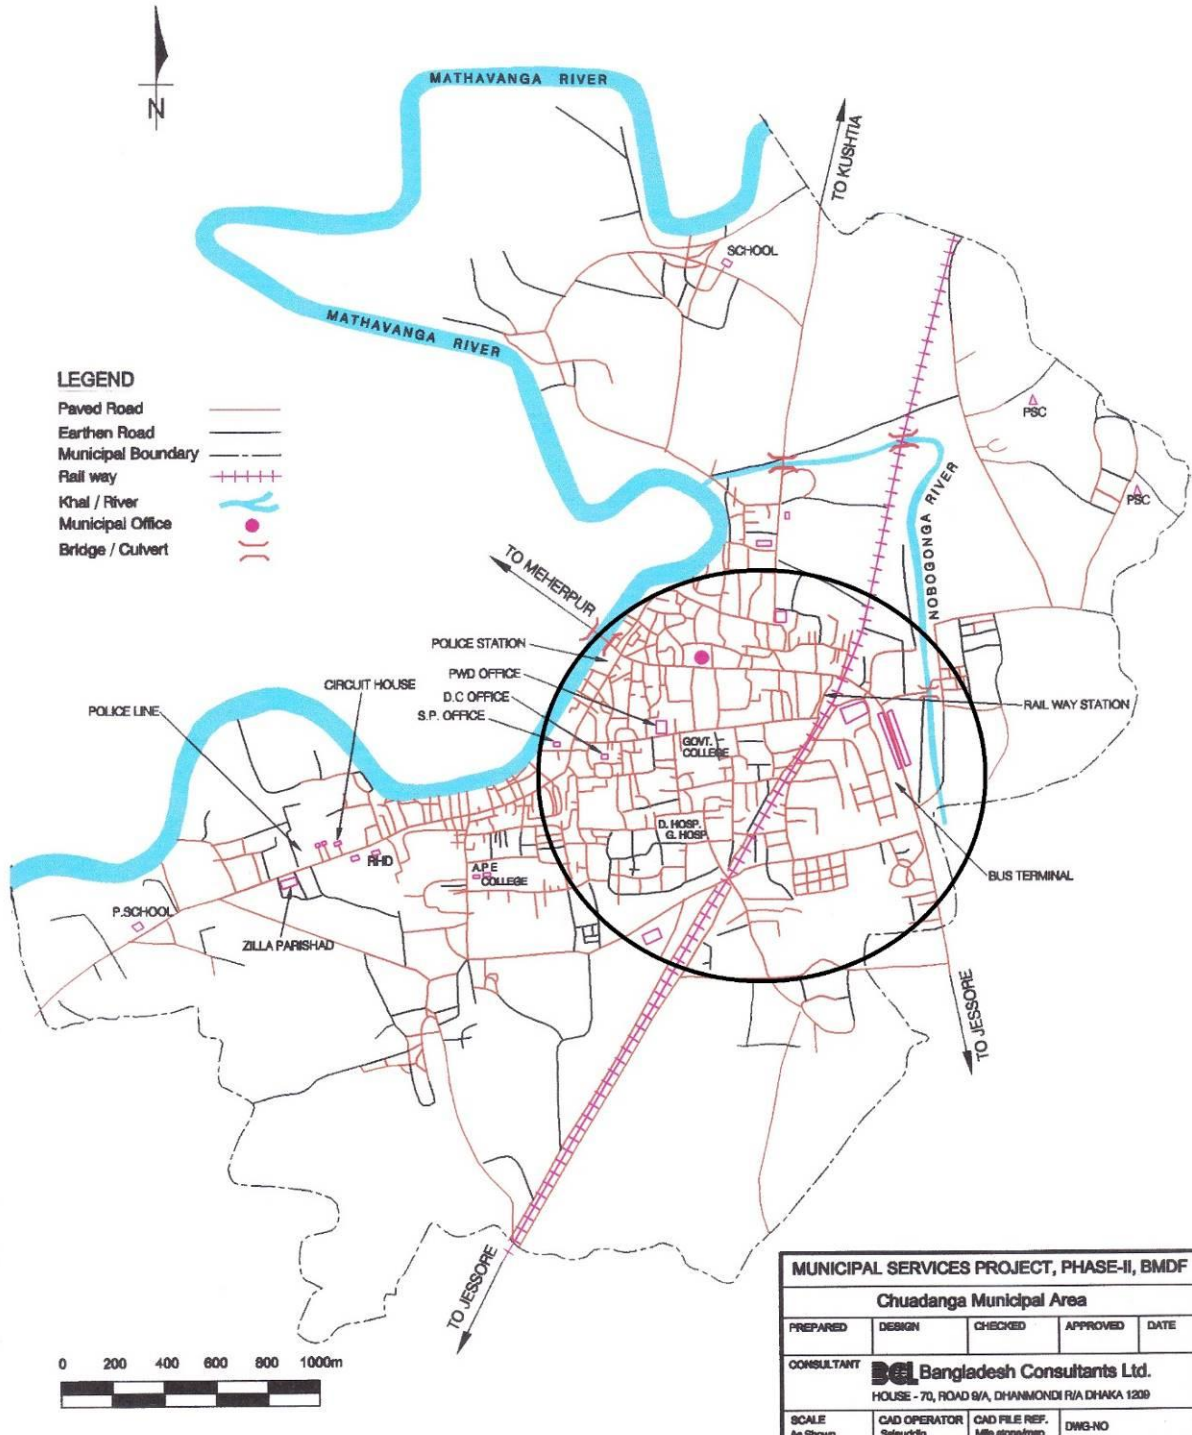 MATHAVANGA RIVER
N
TO KUSHTIA
SCHOOL
MATHAVANGA RIVER
LEGEND
Paved Road
Earthen Road
Municipal Boundary
Rail way
Khal / River
Municipal Office
Bridge / Culvert
PSC
PSC
NOBOGONGA RIVER
TO MEHERPUR
POLICE STATION
PWD OFFICE
D.C OFFICE
S.P. OFFICE
CIRCUIT HOUSE
POLICE LINE
RAIL WAY STATION
GOVT.
COLLEGE
D. HOSP.
G. HOSP.
RHD
A.P.E
COLLEGE
BUS TERMINAL
P.SCHOOL
ZILLA PARISHAD
TO JESSORE
TO JESSORE
0 200 400 600 800 1000m
MUNICIPAL SERVICES PROJECT, PHASE-II, BMDF
Chuadanga Municipal Area
PREPARED DESIGN CHECKED APPROVED DATE
CONSULTANT BCL Bangladesh Consultants Ltd.
HOUSE - 70, ROAD 9/A, DHANMONDI R/A DHAKA 1209
SCALE CAD OPERATOR CAD FILE REF. DWG-NO
As Shown